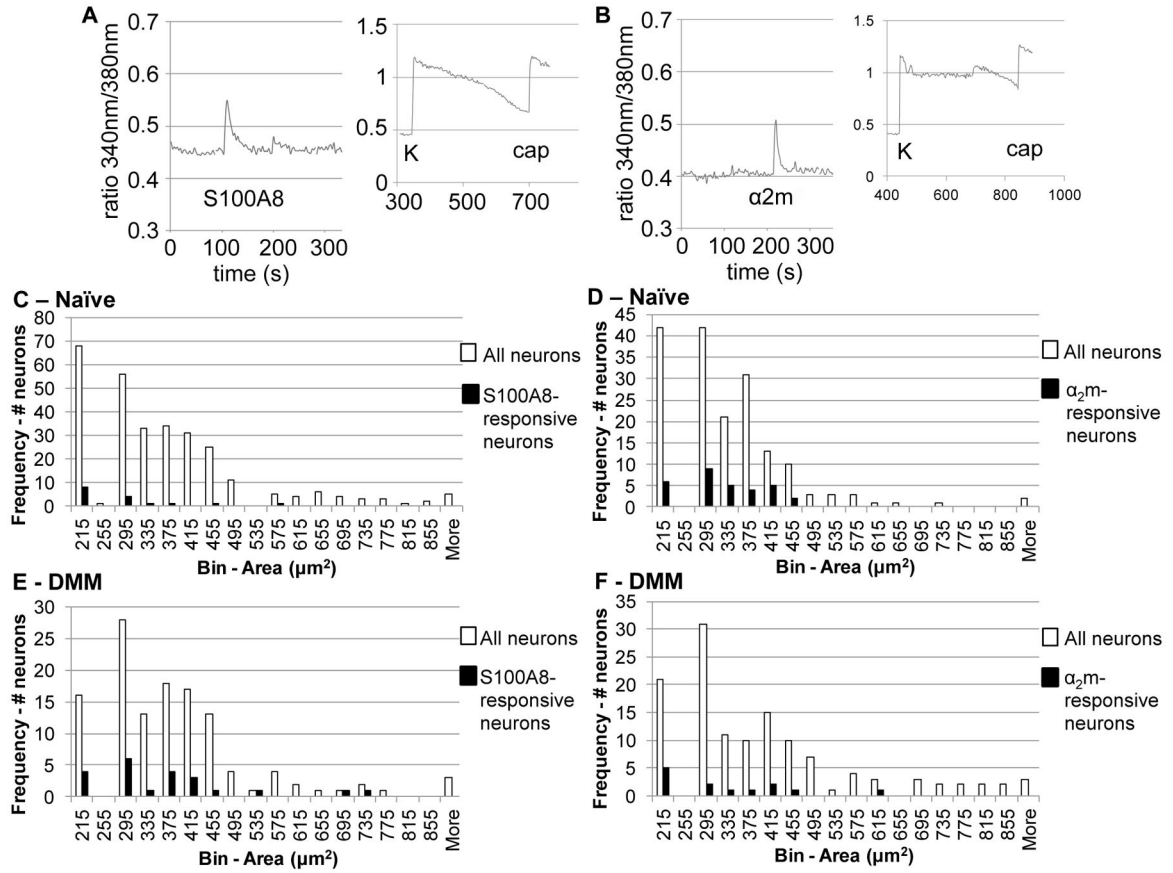 A
ratio 340nm/380nm
0.7
0.6
0.5
0.4
0.3
S100A8
0 100 200 300
time (s)
1.5
1
0.5
0
K cap
300 500 700
B
ratio 340nm/380nm
0.7
0.6
0.5
0.4
0.3
α2m
0 100 200 300
time (s)
1.5
1
0.5
0
K cap
400 600 800 1000
C – Naïve
Frequency - # neurons
80
70
60
50
40
30
20
10
0
215 255 295 335 375 415 455 495 535 575 615 655 695 735 775 815 855 More
Bin - Area (µm²)
All neurons
S100A8-
responsive
neurons
D – Naïve
Frequency - # neurons
45
40
35
30
25
20
15
10
5
0
215 255 295 335 375 415 455 495 535 575 615 655 695 735 775 815 855 More
Bin - Area (µm²)
All neurons
α₂m-
responsive
neurons
E - DMM
Frequency - # neurons
30
25
20
15
10
5
0
215 255 295 335 375 415 455 495 535 575 615 655 695 735 775 815 855 More
Bin - Area (µm²)
All neurons
S100A8-
responsive
neurons
F - DMM
Frequency - # neurons
35
30
25
20
15
10
5
0
215 255 295 335 375 415 455 495 535 575 615 655 695 735 775 815 855 More
Bin - Area (µm²)
All neurons
α₂m-
responsive
neurons